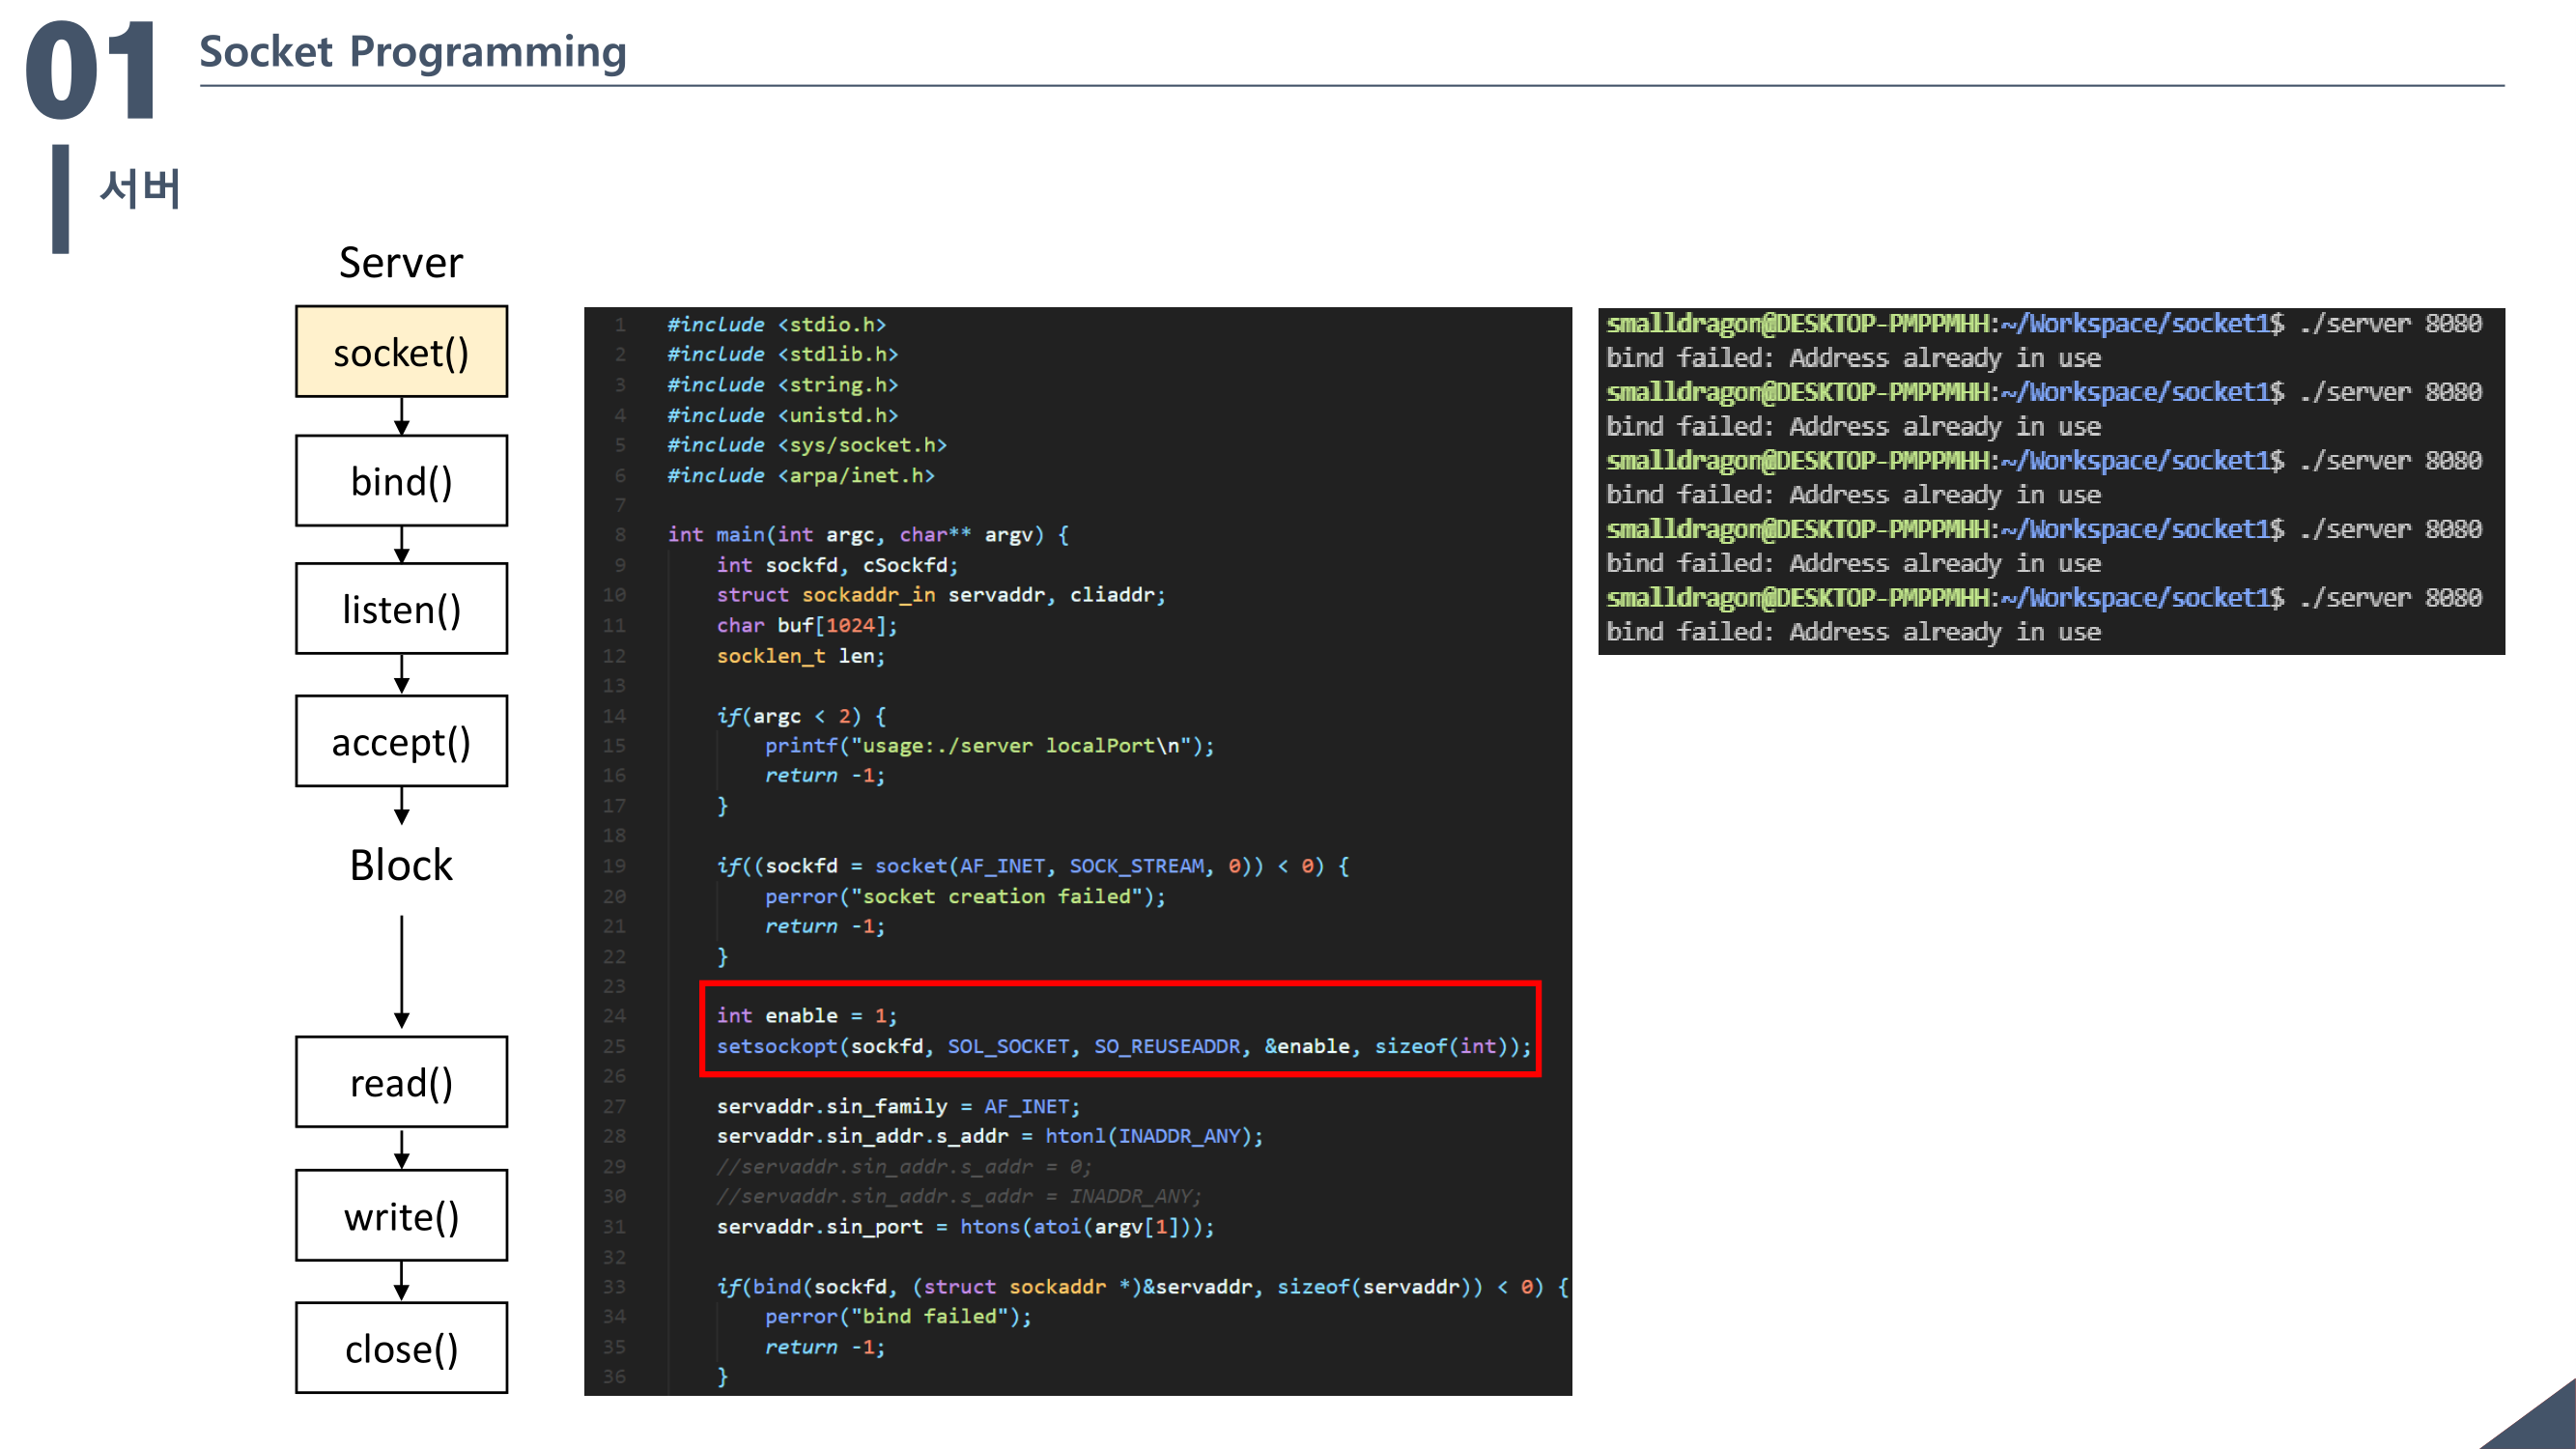 01
Socket Programming
서버
Server
socket()
bind()
listen()
accept()
Block
read()
write()
close()
1 #include <stdio.h>
2 #include <stdlib.h>
3 #include <string.h>
4 #include <unistd.h>
5 #include <sys/socket.h>
6 #include <arpa/inet.h>
7
8 int main(int argc, char** argv) {
9     int sockfd, cSockfd;
10     struct sockaddr_in servaddr, cliaddr;
11     char buf[1024];
12     socklen_t len;
13
14     if(argc < 2) {
15         printf("usage:./server localPort\n");
16         return -1;
17     }
18
19     if((sockfd = socket(AF_INET, SOCK_STREAM, 0)) < 0) {
20         perror("socket creation failed");
21         return -1;
22     }
23
24     int enable = 1;
25     setsockopt(sockfd, SOL_SOCKET, SO_REUSEADDR, &enable, sizeof(int));
26
27     servaddr.sin_family = AF_INET;
28     servaddr.sin_addr.s_addr = htonl(INADDR_ANY);
29     //servaddr.sin_addr.s_addr = 0;
30     //servaddr.sin_addr.s_addr = INADDR_ANY;
31     servaddr.sin_port = htons(atoi(argv[1]));
32
33     if(bind(sockfd, (struct sockaddr *)&servaddr, sizeof(servaddr)) < 0) {
34         perror("bind failed");
35         return -1;
36     }
smalldragon@DESKTOP-PMPPMHH:~/Workspace/socket1$ ./server 8080
bind failed: Address already in use
smalldragon@DESKTOP-PMPPMHH:~/Workspace/socket1$ ./server 8080
bind failed: Address already in use
smalldragon@DESKTOP-PMPPMHH:~/Workspace/socket1$ ./server 8080
bind failed: Address already in use
smalldragon@DESKTOP-PMPPMHH:~/Workspace/socket1$ ./server 8080
bind failed: Address already in use
smalldragon@DESKTOP-PMPPMHH:~/Workspace/socket1$ ./server 8080
bind failed: Address already in use